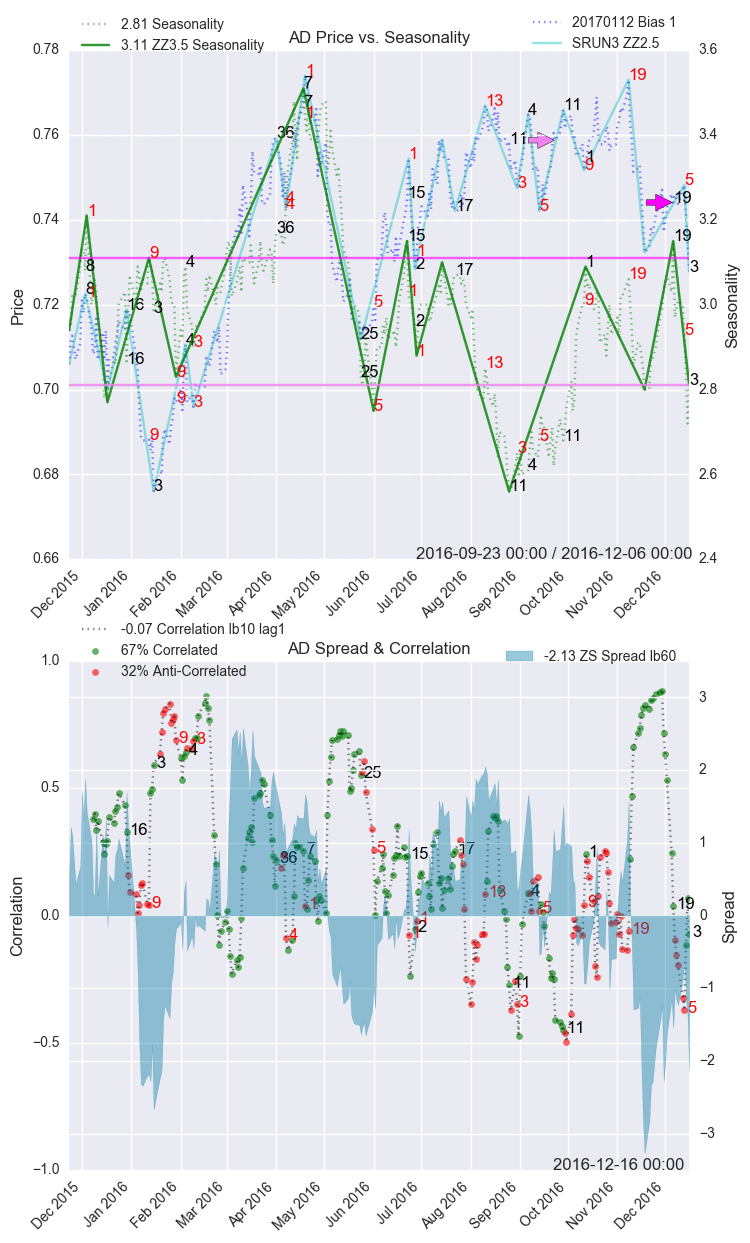 2.81 Seasonality
3.11 ZZ3.5 Seasonality
AD Price vs. Seasonality
20170112 Bias 1
SRUN3 ZZ2.5
0.78
0.76
0.74
0.72
0.70
0.68
0.66
Price
3.6
3.4
3.2
3.0
2.8
2.6
2.4
Seasonality
2016-09-23 00:00 / 2016-12-06 00:00
Dec 2015
Jan 2016
Feb 2016
Mar 2016
Apr 2016
May 2016
Jun 2016
Jul 2016
Aug 2016
Sep 2016
Oct 2016
Nov 2016
Dec 2016
-0.07 Correlation lb10 lag1
67% Correlated
32% Anti-Correlated
AD Spread & Correlation
-2.13 ZS Spread lb60
1.0
0.5
0.0
−0.5
−1.0
Correlation
3
2
1
0
−1
−2
−3
Spread
2016-12-16 00:00
Dec 2015
Jan 2016
Feb 2016
Mar 2016
Apr 2016
May 2016
Jun 2016
Jul 2016
Aug 2016
Sep 2016
Oct 2016
Nov 2016
Dec 2016